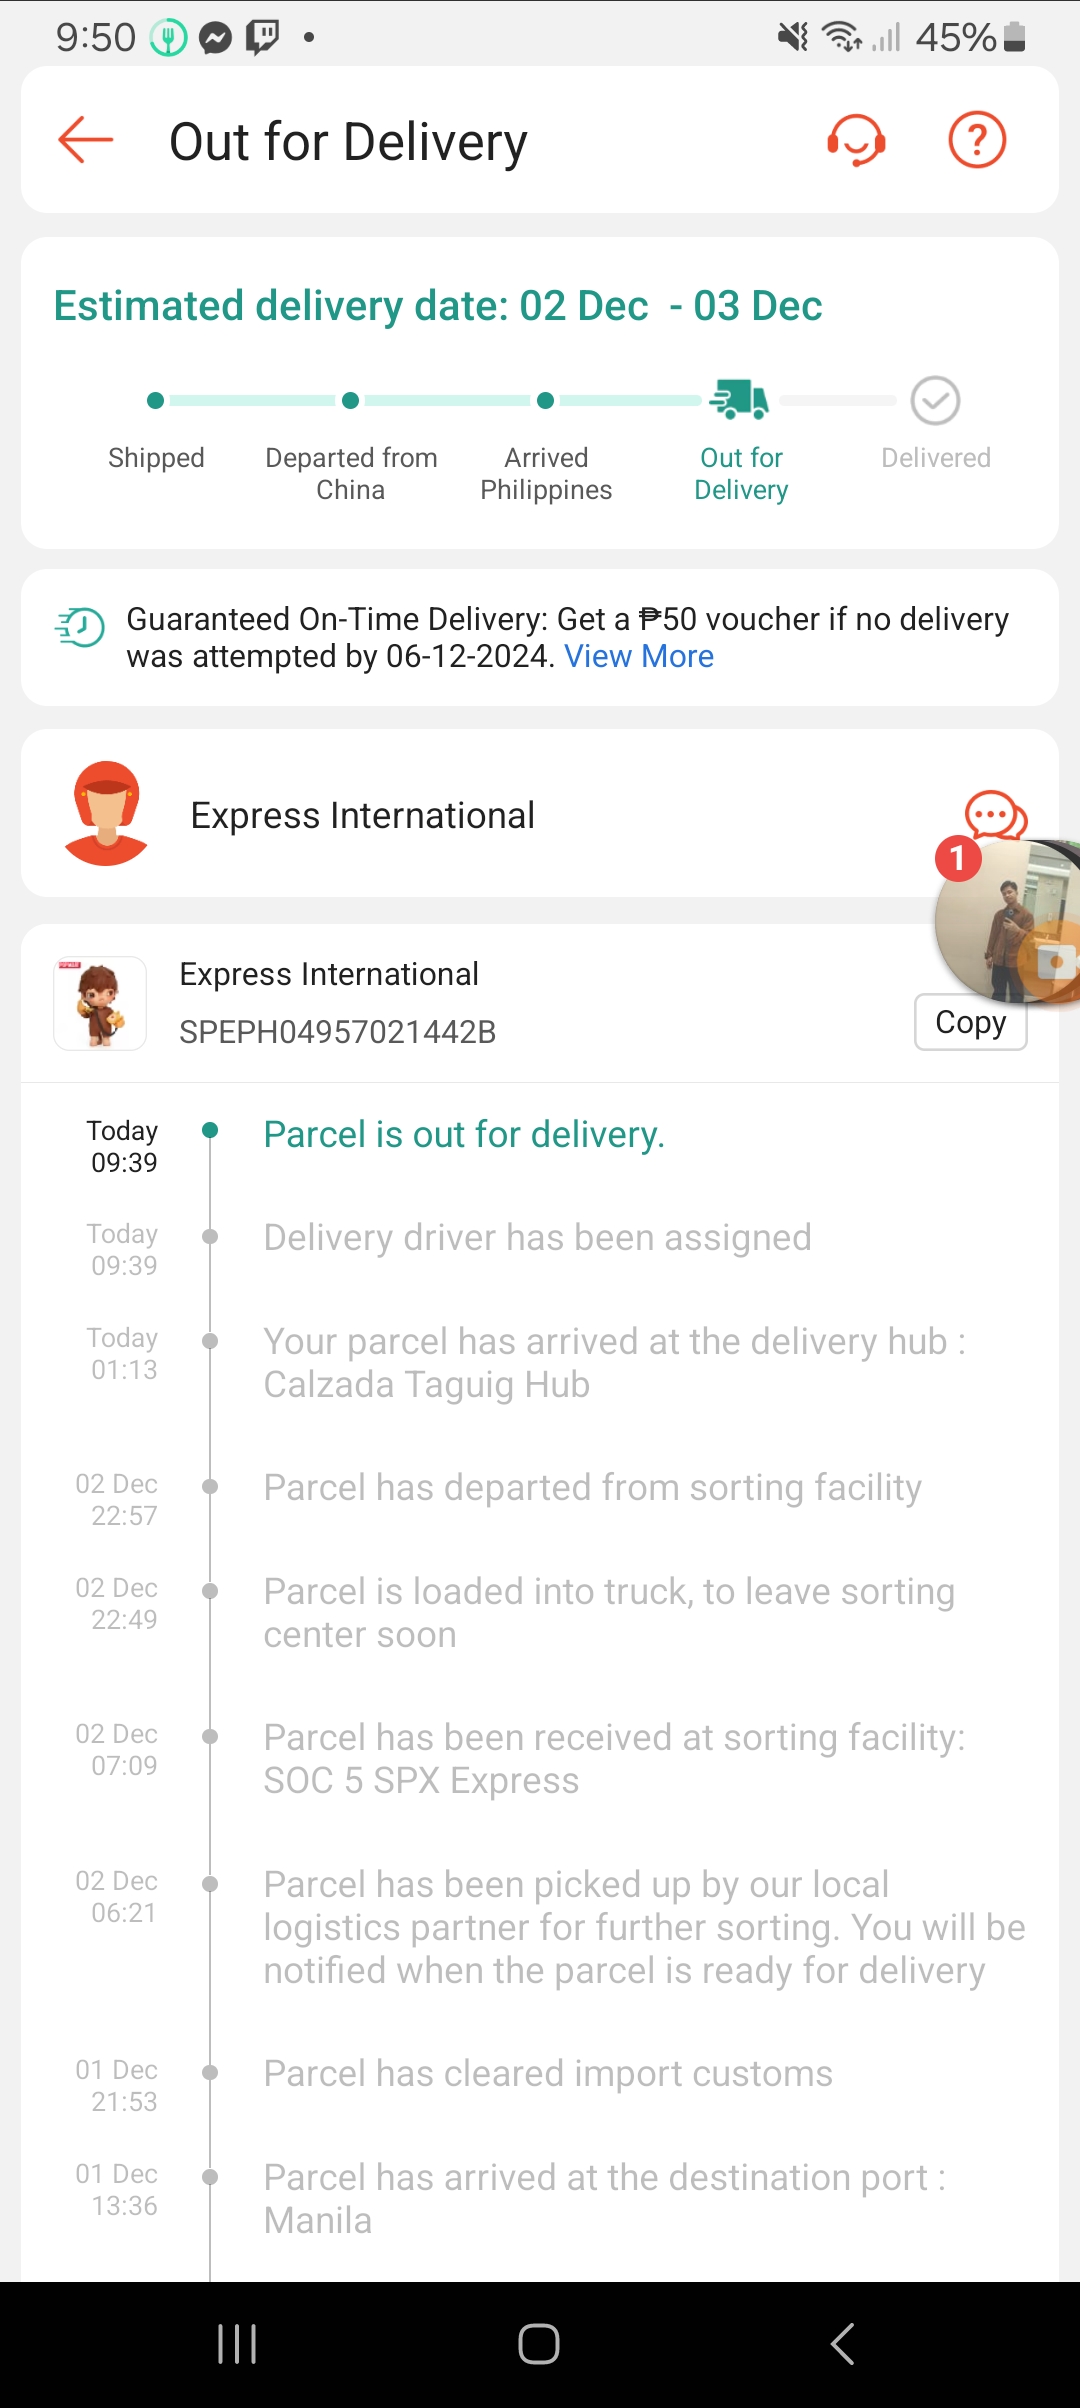 9:50
45%
Out for Delivery
?
Estimated delivery date: 02 Dec - 03 Dec
Shipped
Departed from
China
Arrived
Philippines
Out for
Delivery
Delivered
Guaranteed On-Time Delivery: Get a ₱50 voucher if no delivery
was attempted by 06-12-2024. View More
Express International
1
Express International
SPEPH04957021442B
Copy
Today
09:39
Parcel is out for delivery.
Today
09:39
Delivery driver has been assigned
Today
01:13
Your parcel has arrived at the delivery hub :
Calzada Taguig Hub
02 Dec
22:57
Parcel has departed from sorting facility
02 Dec
22:49
Parcel is loaded into truck, to leave sorting
center soon
02 Dec
07:09
Parcel has been received at sorting facility:
SOC 5 SPX Express
02 Dec
06:21
Parcel has been picked up by our local
logistics partner for further sorting. You will be
notified when the parcel is ready for delivery
01 Dec
21:53
Parcel has cleared import customs
01 Dec
13:36
Parcel has arrived at the destination port :
Manila